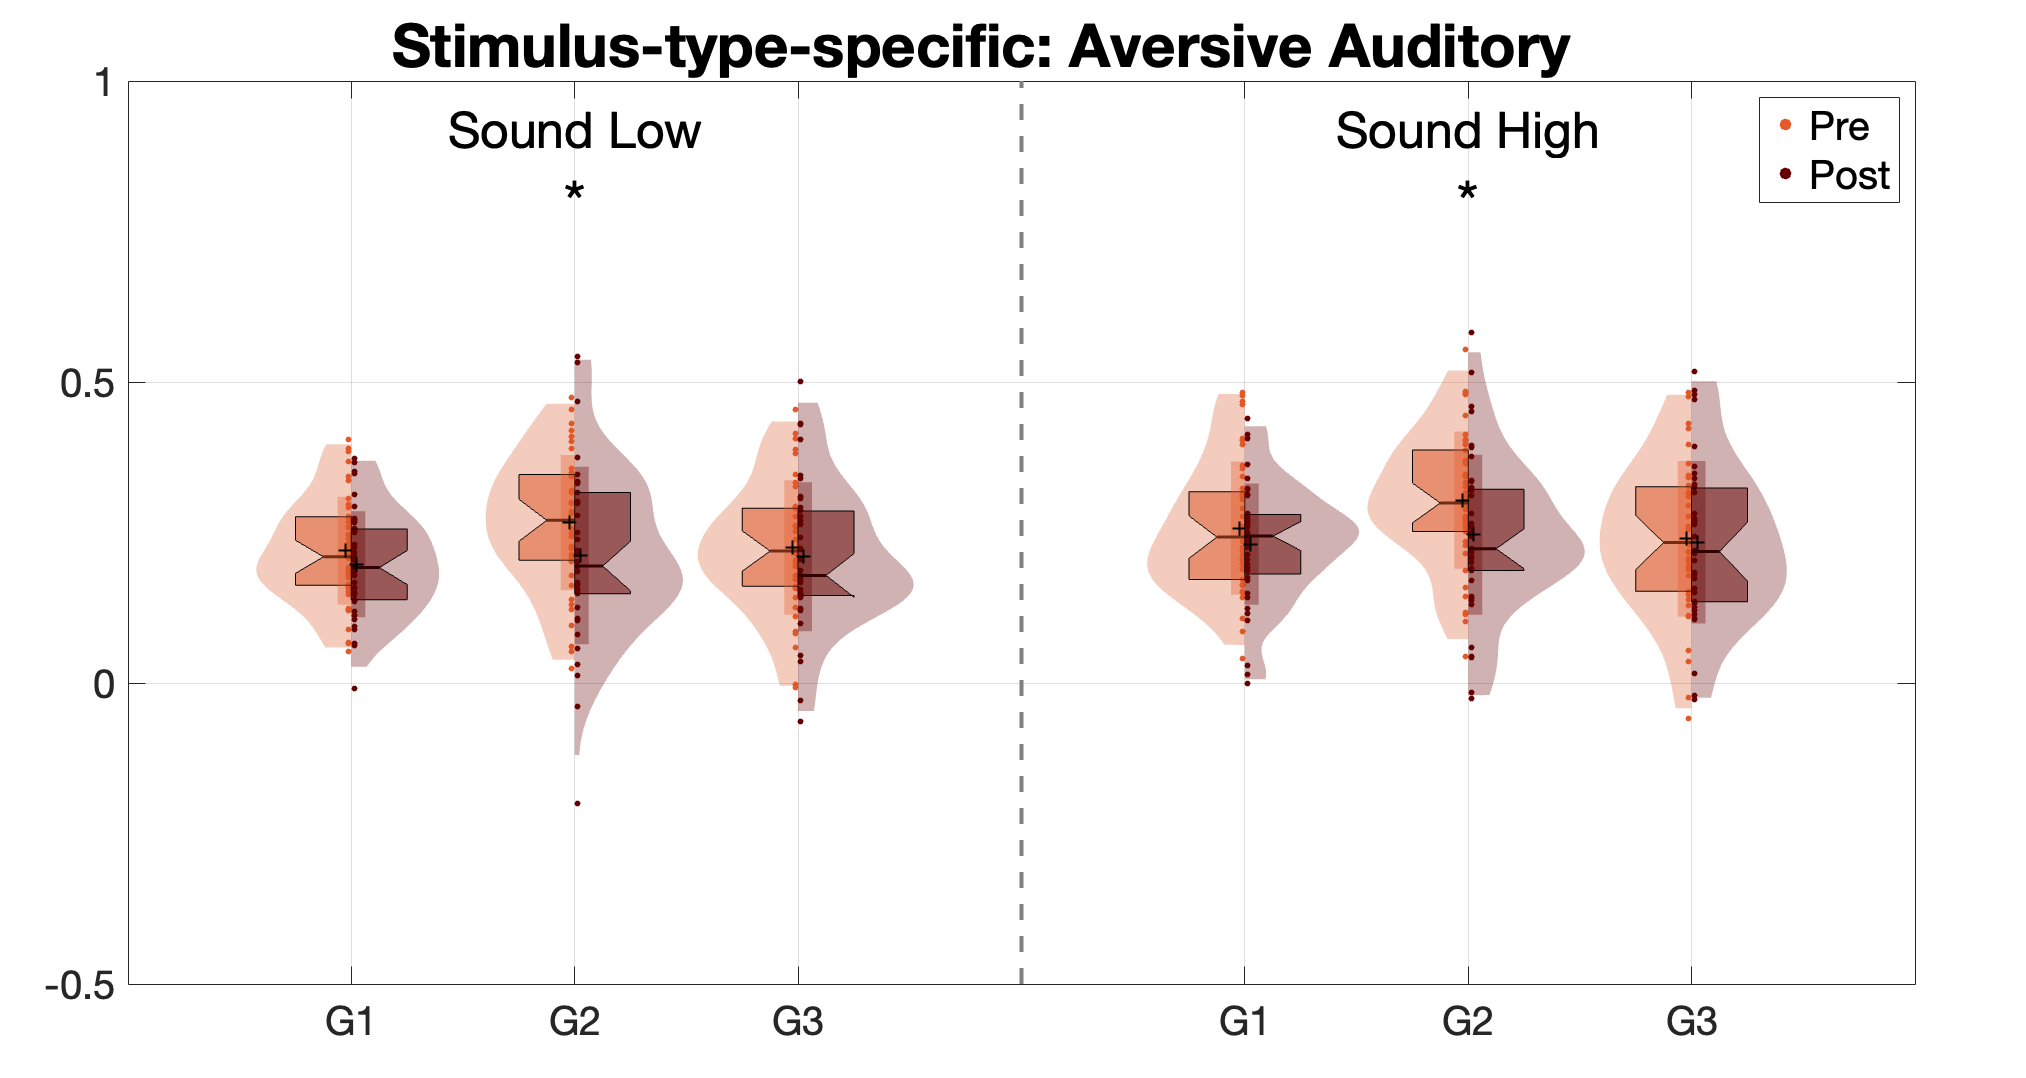 Stimulus-type-specific: Aversive Auditory
1
Sound Low
Sound High
Pre
Post
*
*
0.5
0
-0.5
G1 G2 G3 G1 G2 G3